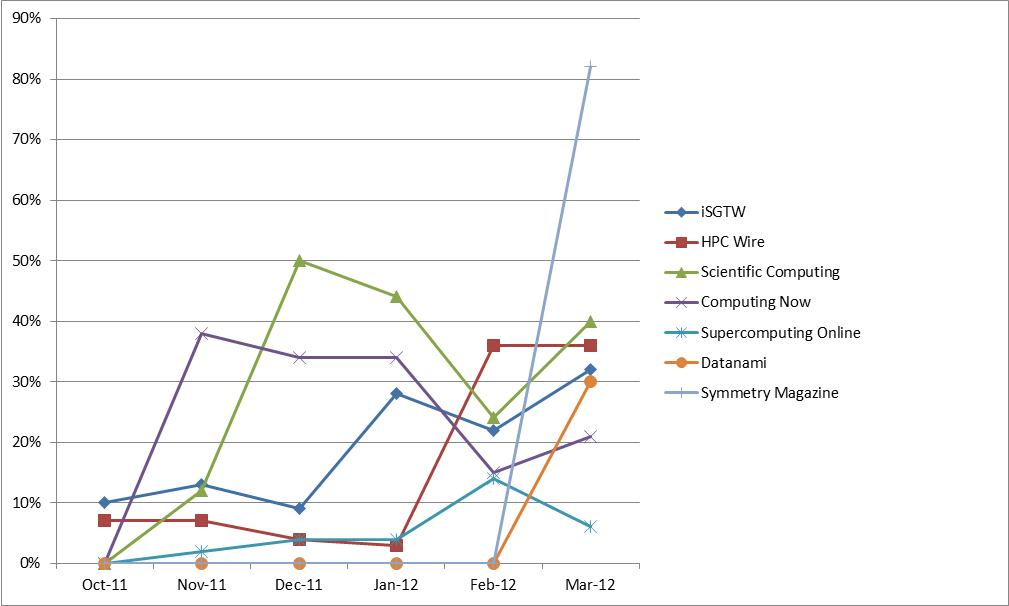 90%
80%
70%
60%
50%
40%
30%
20%
10%
0%
Oct-11 Nov-11 Dec-11 Jan-12 Feb-12 Mar-12
iSGTW
HPC Wire
Scientific Computing
Computing Now
Supercomputing Online
Datanami
Symmetry Magazine